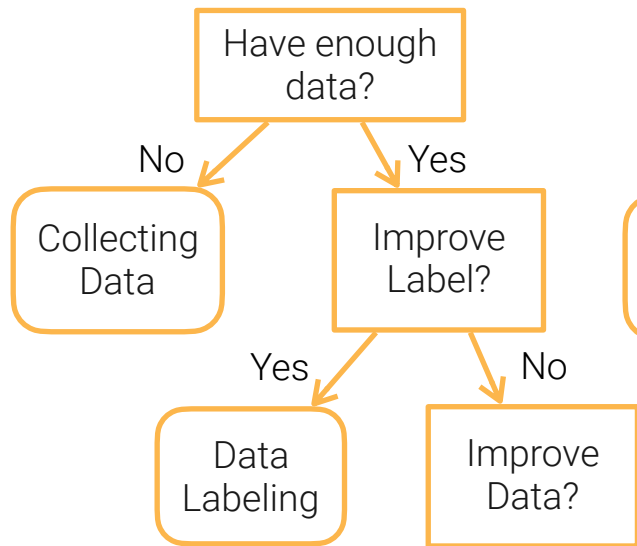 Have enough
data?
No
Yes
Collecting
Data
Improve
Label?
Yes
No
Data
Labeling
Improve
Data?